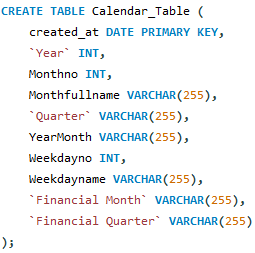 CREATE TABLE Calendar_Table (
    created_at DATE PRIMARY KEY,
    `Year` INT,
    Monthno INT,
    Monthfullname VARCHAR(255),
    `Quarter` VARCHAR(255),
    YearMonth VARCHAR(255),
    Weekdayno INT,
    Weekdayname VARCHAR(255),
    `Financial Month` VARCHAR(255),
    `Financial Quarter` VARCHAR(255)
);